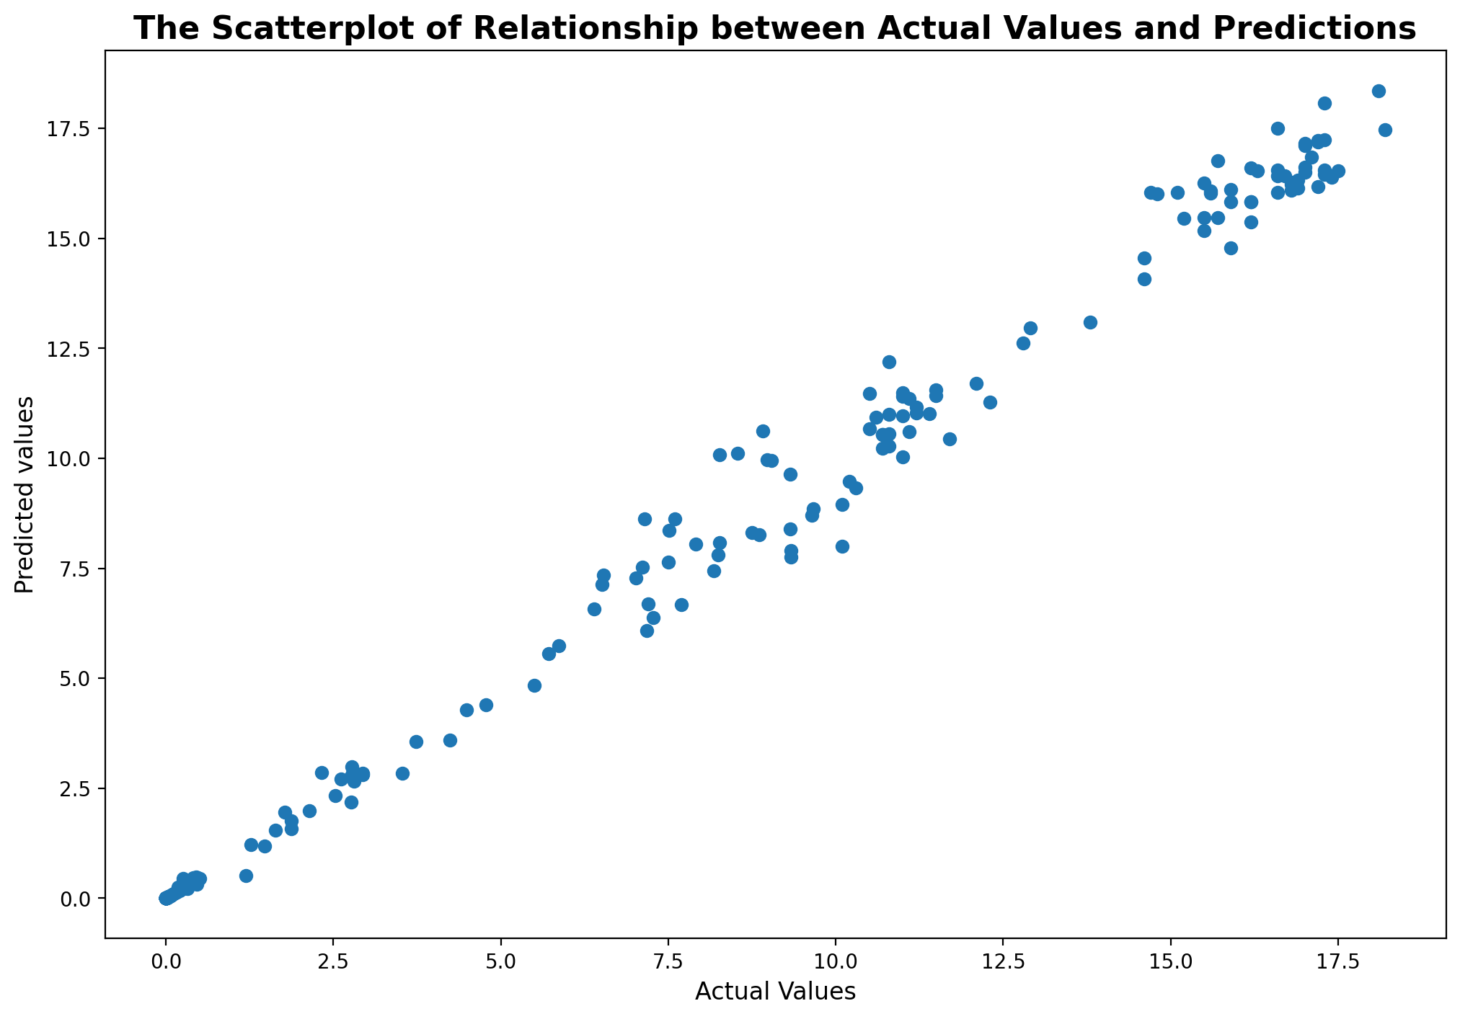 The Scatterplot of Relationship between Actual Values and Predictions
17.5
15.0
12.5
10.0
7.5
5.0
2.5
0.0
Predicted values
0.0 2.5 5.0 7.5 10.0 12.5 15.0 17.5
Actual Values